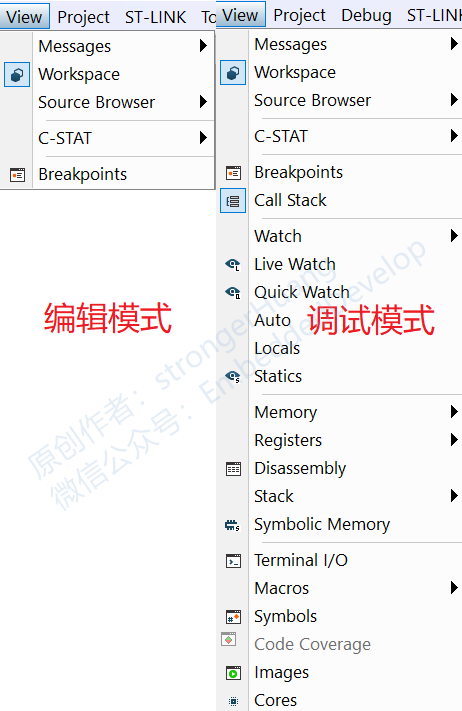 View Project ST-LINK To
Messages
Workspace
Source Browser
C-STAT
Breakpoints
编辑模式
View Project Debug ST-LINK
Messages
Workspace
Source Browser
C-STAT
Breakpoints
Call Stack
Watch
Live Watch
Quick Watch
Auto
Locals
Statics
调试模式
Memory
Registers
Disassembly
Stack
Symbolic Memory
Terminal I/O
Macros
Symbols
Code Coverage
Images
Cores
原创作者：strongerHuang
微信公众号：EmbeddedDevelop